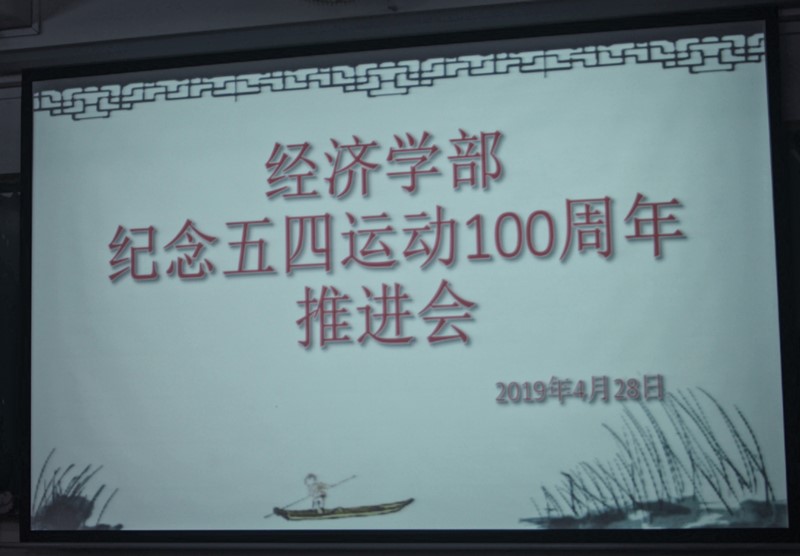 经济学部
纪念五四运动100周年
推进会
2019年4月28日